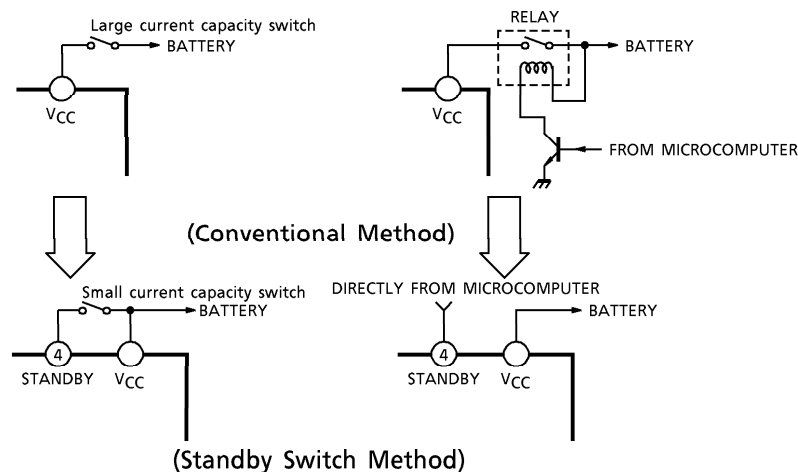 Large current capacity switch
BATTERY
VCC
RELAY
BATTERY
VCC
FROM MICROCOMPUTER
(Conventional Method)
Small current capacity switch
BATTERY
4
STANDBY
VCC
DIRECTLY FROM MICROCOMPUTER
BATTERY
4
STANDBY
VCC
(Standby Switch Method)